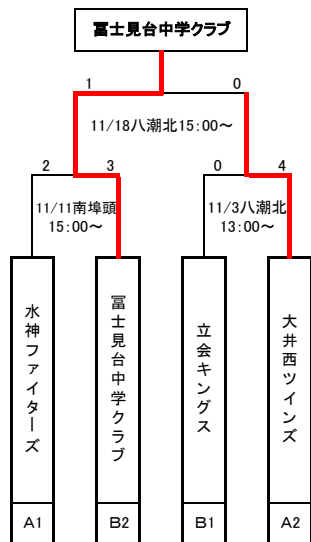 冨士見台中学クラブ
1
0
11/18八潮北15:00～
2
3
0
4
11/11南埠頭
15:00～
11/3八潮北
13:00～
水神ファイターズ
冨士見台中学クラブ
立会キングス
大井西ツインズ
A1
B2
B1
A2